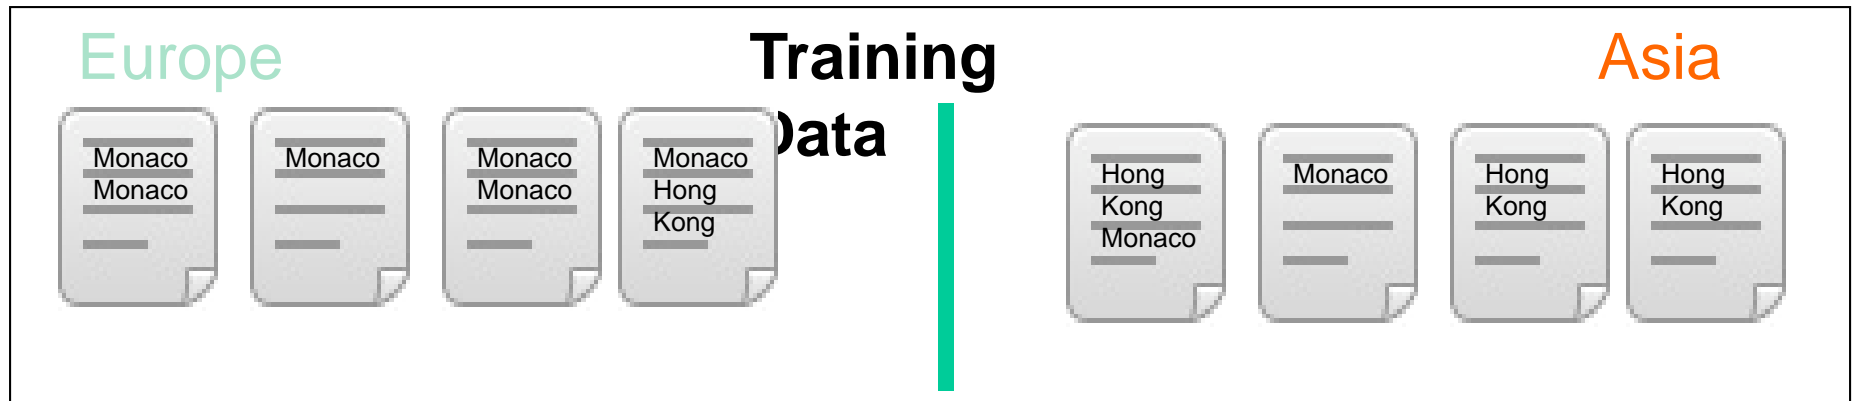 Europe
Training
Data
Asia
Monaco
Monaco
Monaco
Monaco
Monaco
Monaco
Hong
Kong
Hong
Kong
Monaco
Monaco
Hong
Kong
Hong
Kong